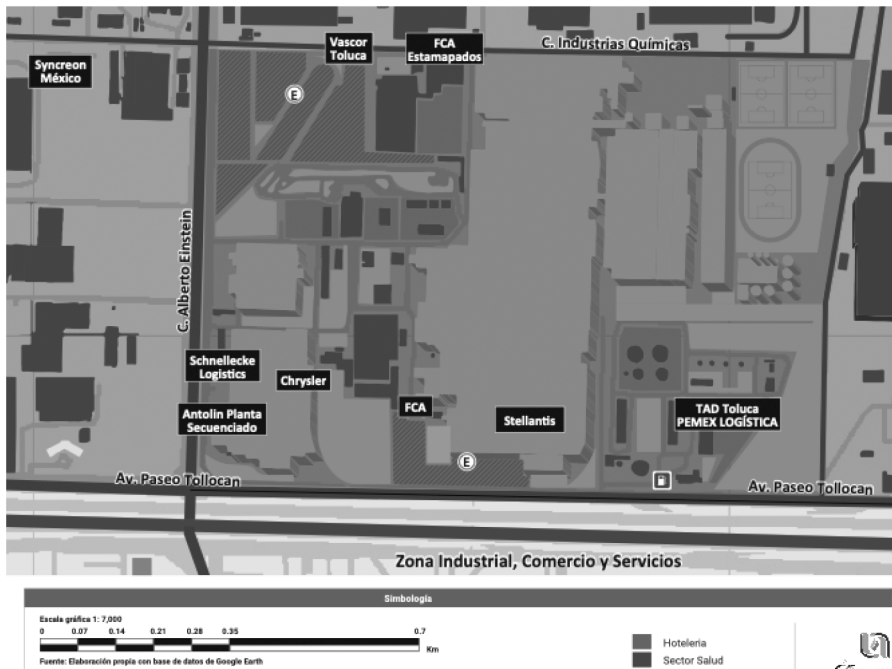 Vascor
Toluca
FCA
Estamapados
C. Industrias Químicas
Syncreon
México
E
C. Alberto Einstein
Schnellecke
Logistics
Chrysler
FCA
Antolin Planta
Secuenciado
Stellantis
TAD Toluca
PEMEX LOGÍSTICA
E
Av. Paseo Tollocan
Av. Paseo Tollocan
Zona Industrial, Comercio y Servicios
Simbología
Escala gráfica 1: 7,000
0 0.07 0.14 0.21 0.28 0.35 0.7
Km
Fuente: Elaboración propia con base de datos de Google Earth
Hoteleria
Sector Salud